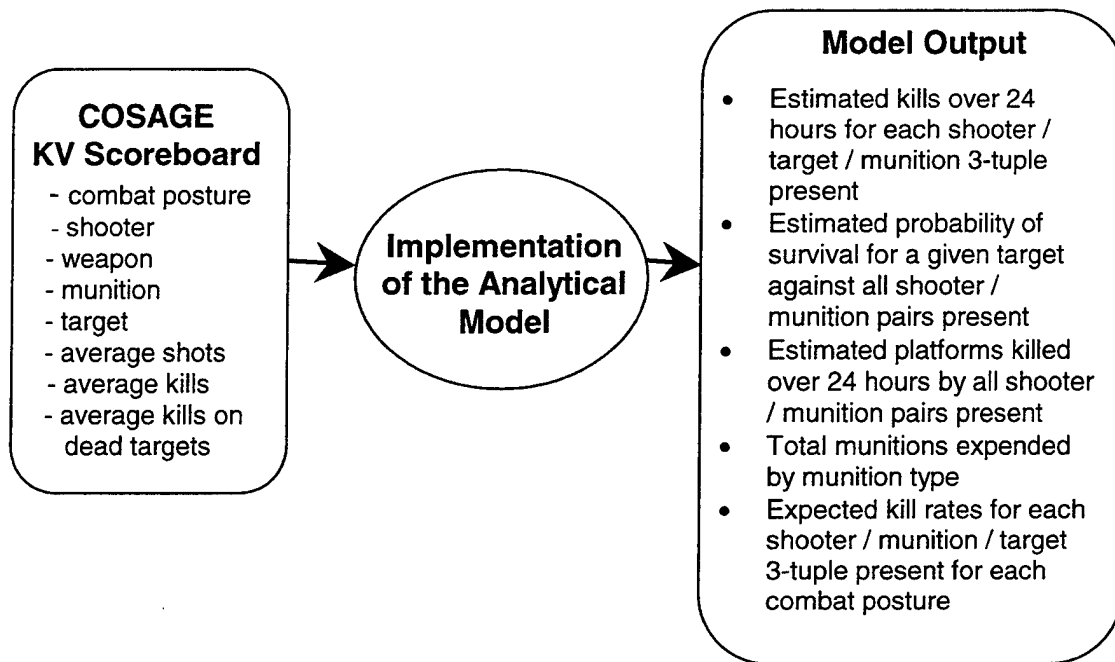 COSAGE
KV Scoreboard
- combat posture
- shooter
- weapon
- munition
- target
- average shots
- average kills
- average kills on
dead targets
Implementation
of the Analytical
Model
Model Output
• Estimated kills over 24
hours for each shooter /
target / munition 3-tuple
present
• Estimated probability of
survival for a given target
against all shooter /
munition pairs present
• Estimated platforms killed
over 24 hours by all shooter
/ munition pairs present
• Total munitions expended
by munition type
• Expected kill rates for each
shooter / munition / target
3-tuple present for each
combat posture